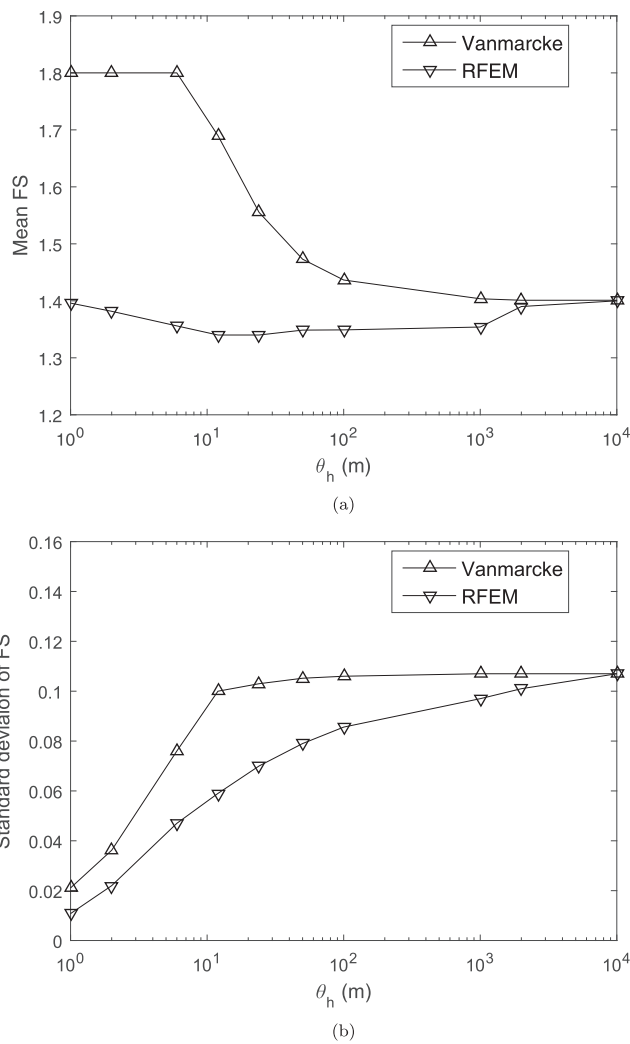 1.9
1.8
1.7
1.6
1.5
1.4
1.3
1.2
Mean FS
Vanmarcke
RFEM
10^0
10^1
10^2
10^3
10^4
θ_h (m)
(a)
0.16
0.14
0.12
0.1
0.08
0.06
0.04
0.02
0
Standard deviaion of FS
Vanmarcke
RFEM
10^0
10^1
10^2
10^3
10^4
θ_h (m)
(b)